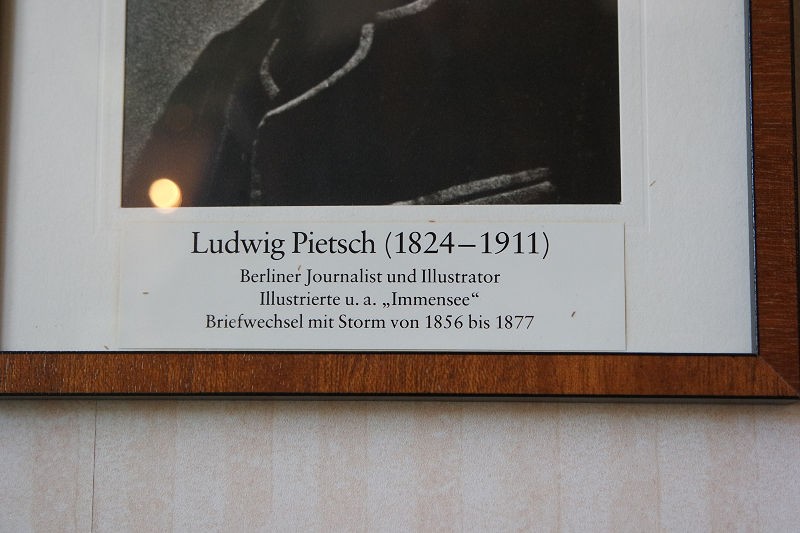 Ludwig Pietsch (1824–1911)
Berliner Journalist und Illustrator
Illustrierte u. a. „Immensee“
Briefwechsel mit Storm von 1856 bis 1877